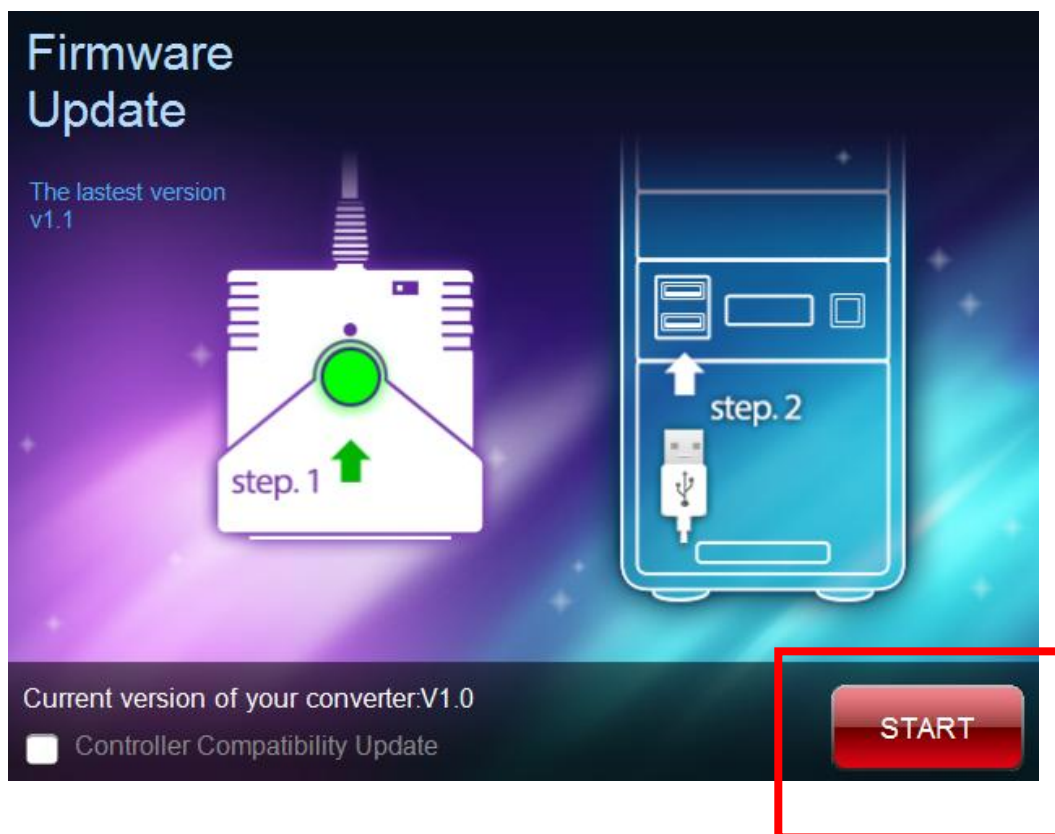 Firmware
Update
The lastest version
v1.1
step. 1
step. 2
Current version of your converter:V1.0
Controller Compatibility Update
START